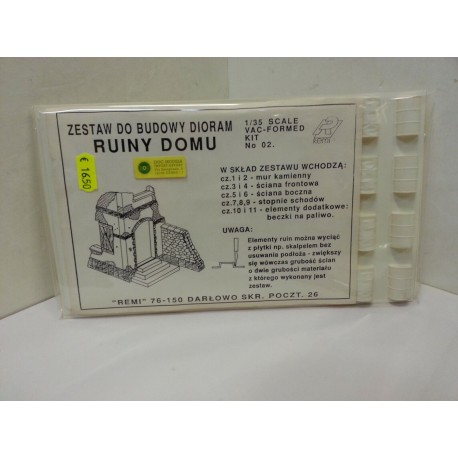 ZESTAW DO BUDOWY DIORAM
RUINY DOMU
1/35 SCALE
VAC-FORMED
KIT
No 02.
REMI
€ 1650
W SKŁAD ZESTAWU WCHODZĄ:
cz.1 i 2 - mur kamienny
cz.3 i 4 - ściana frontowa
cz.5 i 6 - ściana boczna
cz.7,8,9 - stopnie schodów
cz.10 i 11 - elementy dodatkowe:
beczki na paliwo.
UWAGA:
Elementy ruin można wyciąć
z płytki np. skalpelem bez
usuwania podłoża - zwiększy
się wówczas grubość ścian
o dwie grubości materiału
z którego wykonany jest
zestaw.
"REMI" 76-150 DARŁOWO SKR. POCZT. 26